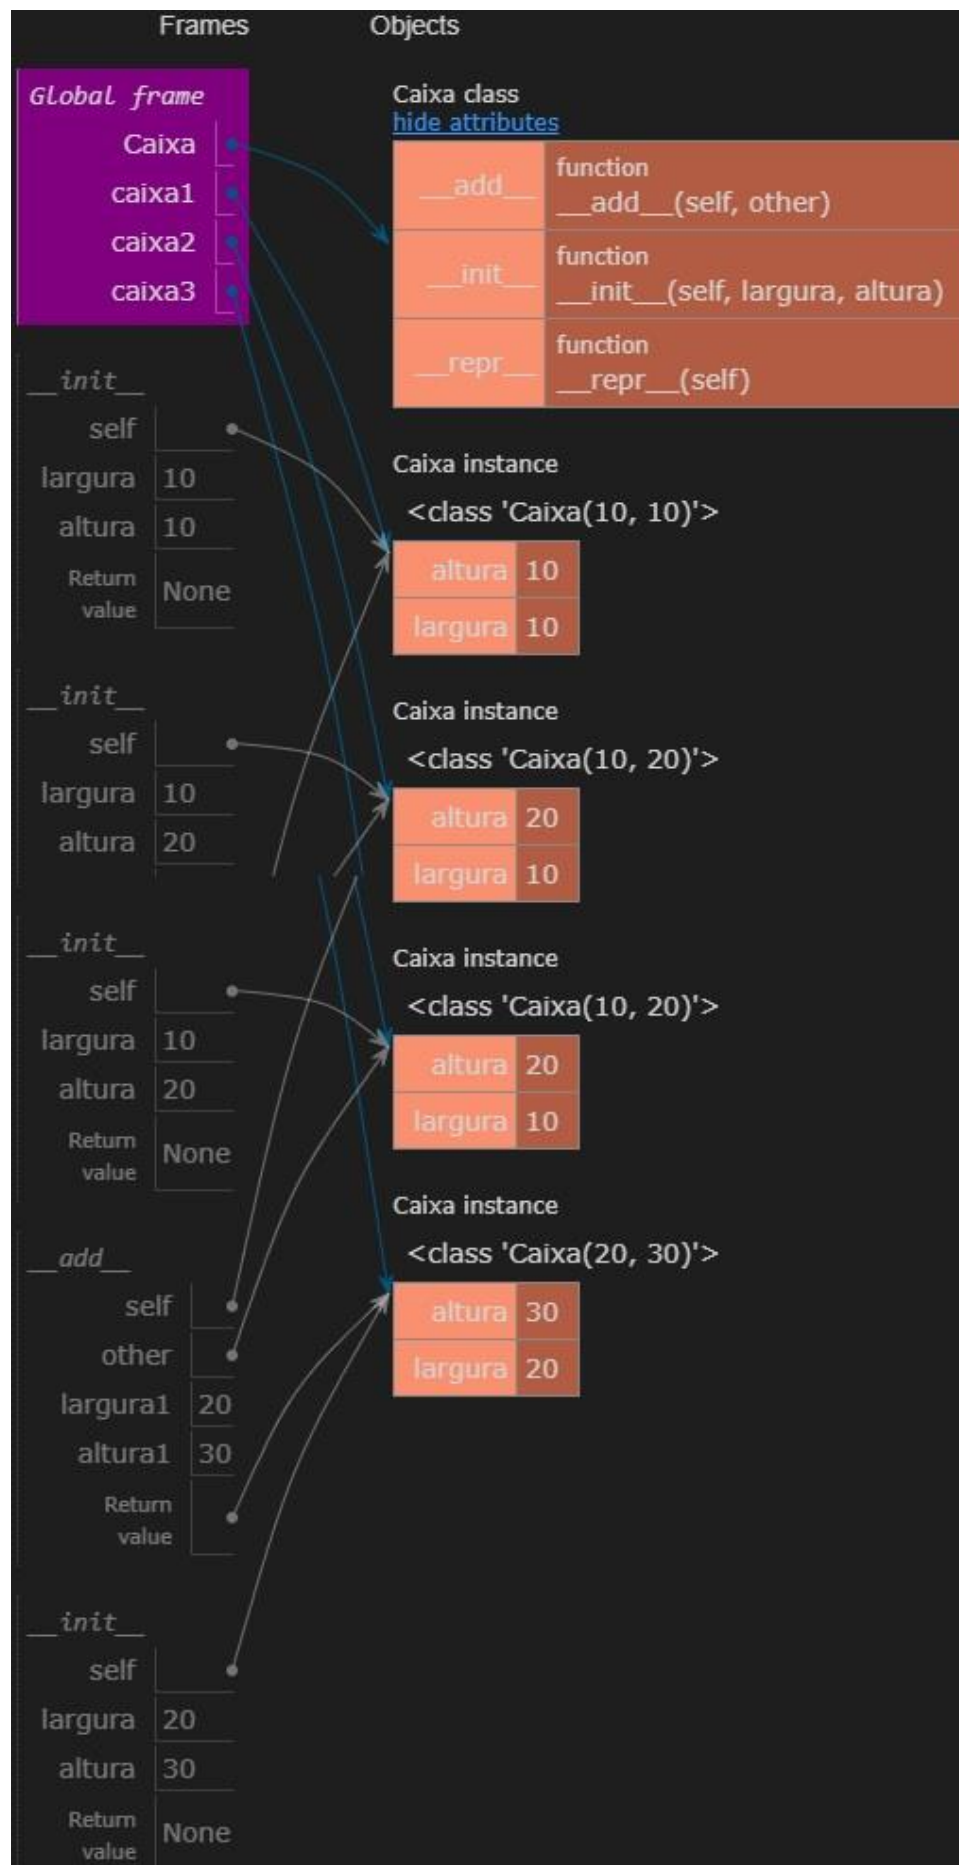 Frames Objects
Global frame
Caixa
caixa1
caixa2
caixa3
Caixa class
hide attributes
__add__ function
__add__(self, other)
__init__ function
__init__(self, largura, altura)
__repr__ function
__repr__(self)
__init__
self
largura 10
altura 10
Return
value None
Caixa instance
<class 'Caixa(10, 10)'>
altura 10
largura 10
__init__
self
largura 10
altura 20
Caixa instance
<class 'Caixa(10, 20)'>
altura 20
largura 10
__init__
self
largura 10
altura 20
Return
value None
Caixa instance
<class 'Caixa(10, 20)'>
altura 20
largura 10
__add__
self
other
largura1 20
altura1 30
Return
value
Caixa instance
<class 'Caixa(20, 30)'>
altura 30
largura 20
__init__
self
largura 20
altura 30
Return
value None